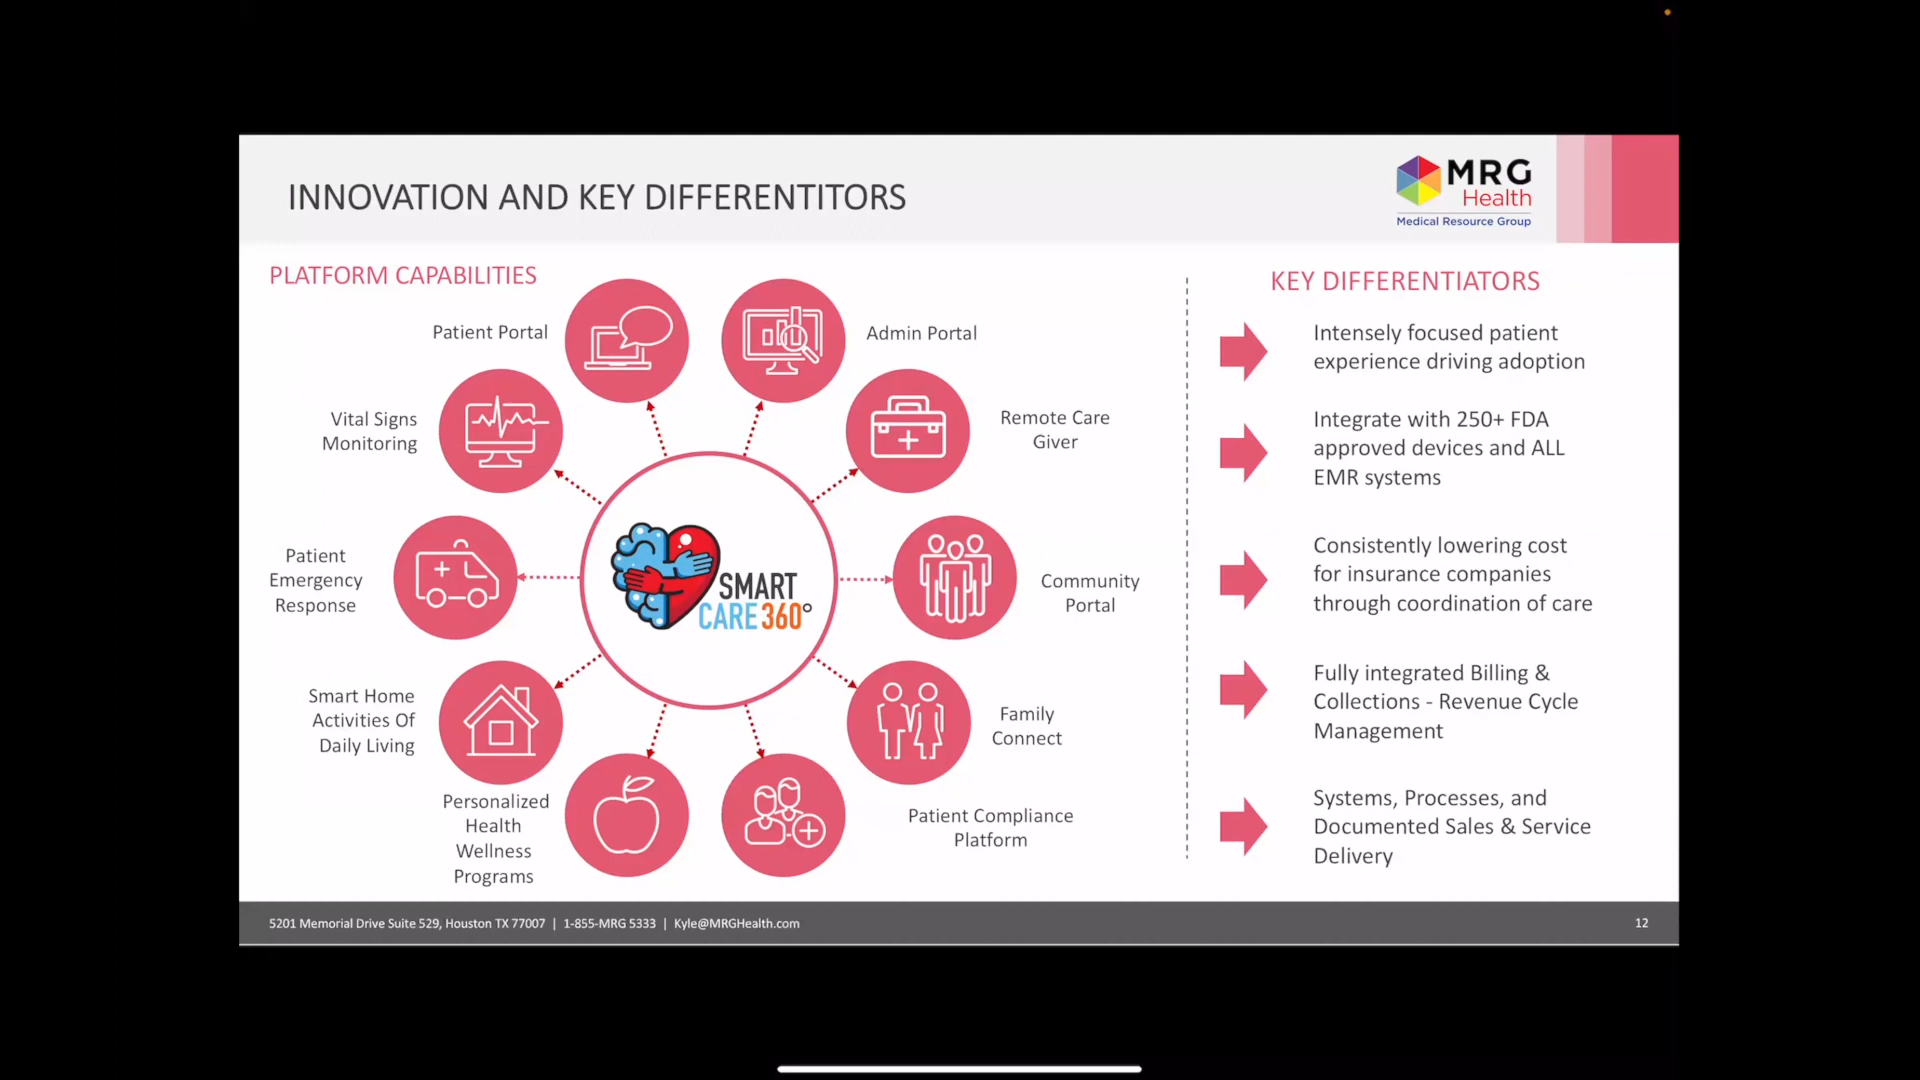 INNOVATION AND KEY DIFFERENTITORS
MRG
Health
Medical Resource Group
PLATFORM CAPABILITIES
Patient Portal
Admin Portal
Vital Signs
Monitoring
Remote Care
Giver
Patient
Emergency
Response
SMART
CARE 360°
Community
Portal
Smart Home
Activities Of
Daily Living
Family
Connect
Personalized
Health
Wellness
Programs
Patient Compliance
Platform
KEY DIFFERENTIATORS
Intensely focused patient
experience driving adoption
Integrate with 250+ FDA
approved devices and ALL
EMR systems
Consistently lowering cost
for insurance companies
through coordination of care
Fully integrated Billing &
Collections - Revenue Cycle
Management
Systems, Processes, and
Documented Sales & Service
Delivery
5201 Memorial Drive Suite 529, Houston TX 77007 | 1-855-MRG 5333 | Kyle@MRGHealth.com
12